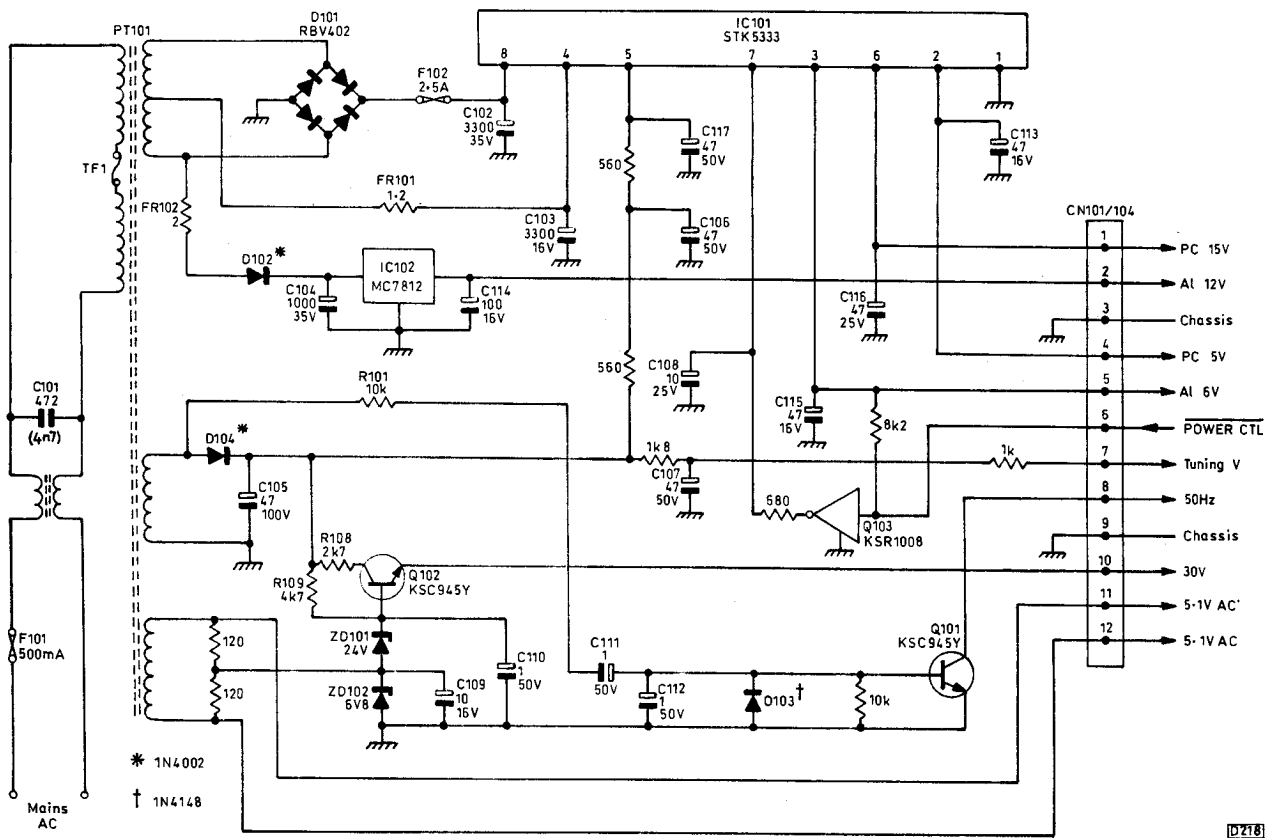 D101
RBV402
PT101
IC101
STK5333
8
4
5
7
3
6
2
1
F102
2·5A
C102
3300
35V
C117
47
50V
C113
47
16V
560
TF1
FR101
1·2
FR102
2
C103
3300
16V
C106
47
50V
CN101/104
D102
*
IC102
MC7812
C104
1000
35V
C114
100
16V
C116
47
25V
1
PC 15V
2
Al 12V
3
Chassis
4
PC 5V
5
Al 6V
6
POWER CTL
7
Tuning V
8
50Hz
9
Chassis
10
30V
11
5·1V AC'
12
5·1V AC
560
C108
10
25V
C101
472
(4n7)
R101
10k
C115
47
16V
8k2
D104
*
1k8
1k
C105
47
100V
C107
47
50V
680
Q103
KSR1008
R108
2k7
R109
4k7
Q102
KSC945Y
F101
500mA
120
120
ZD101
24V
ZD102
6V8
C110
1
50V
C109
10
16V
C111
1
50V
C112
1
50V
D103
†
10k
Q101
KSC945Y
* 1N4002
† 1N4148
Mains
AC
D218